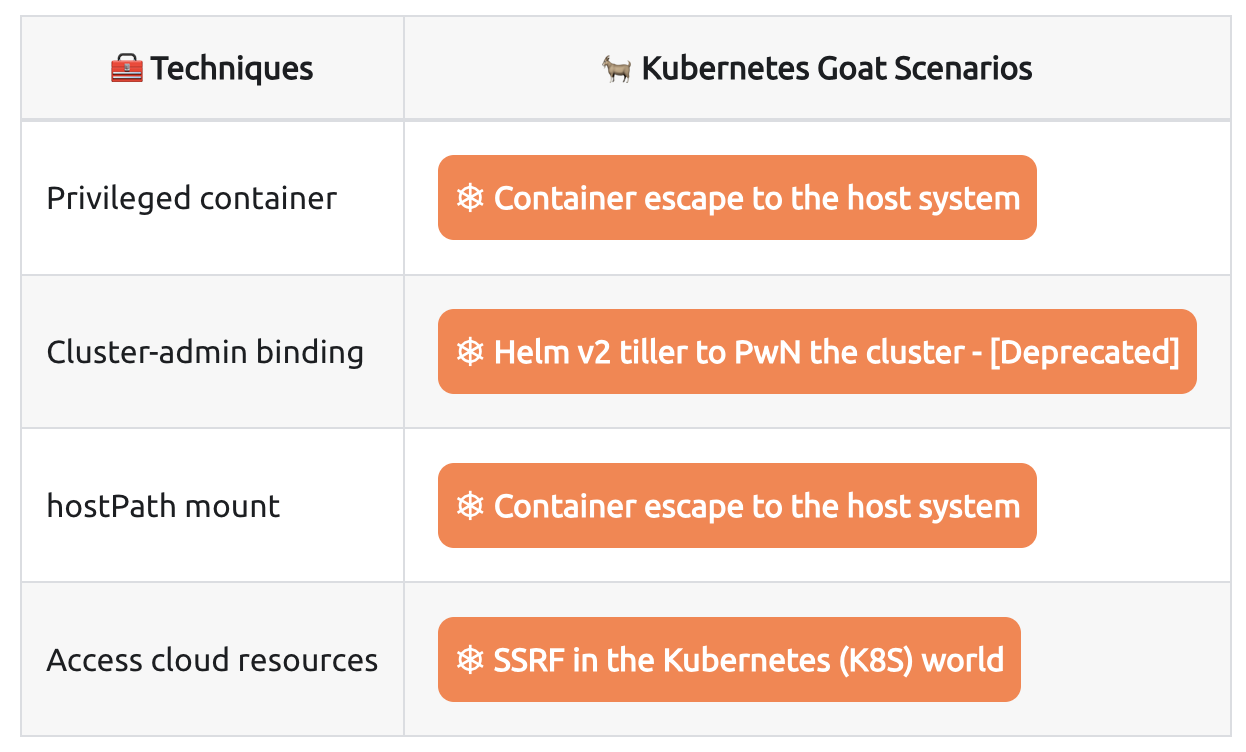 🧰 Techniques
🐐 Kubernetes Goat Scenarios
Privileged container
⎈ Container escape to the host system
Cluster-admin binding
⎈ Helm v2 tiller to PwN the cluster - [Deprecated]
hostPath mount
⎈ Container escape to the host system
Access cloud resources
⎈ SSRF in the Kubernetes (K8S) world